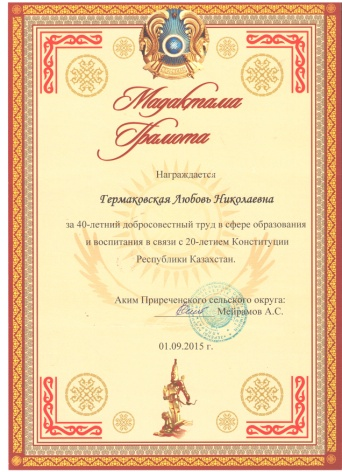 Мадақтама
Грамота
Награждается
Гермаковская Любовь Николаевна
за 40-летний добросовестный труд в сфере образования
и воспитания в связи с 20-летием Конституции
Республики Казахстан.
Аким Приреченского сельского округа:
Мейрамов А.С.
01.09.2015 г.